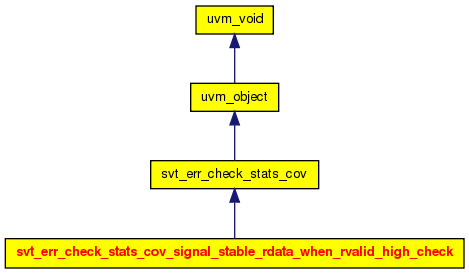 uvm_void
uvm_object
svt_err_check_stats_cov
svt_err_check_stats_cov_signal_stable_rdata_when_rvalid_high_check